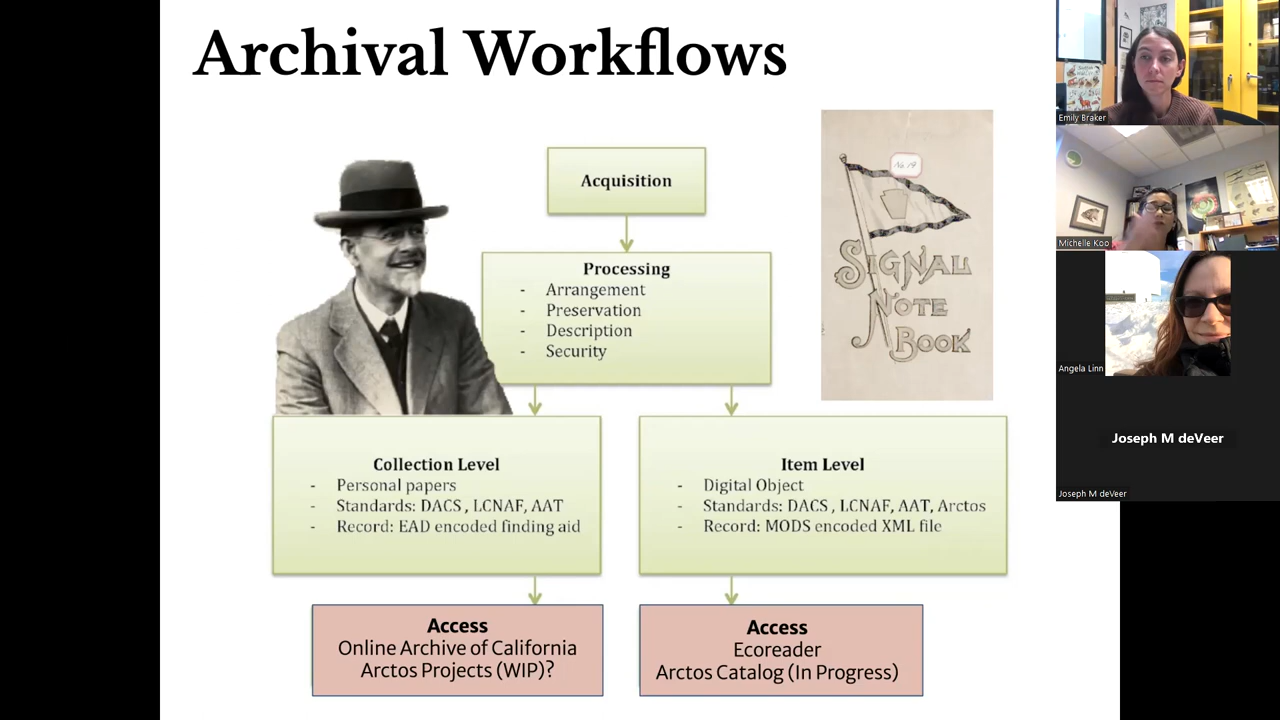 Archival Workflows
Acquisition
Processing
- Arrangement
- Preservation
- Description
- Security
No 19
SIGNAL
NOTE
BOOK
Collection Level
- Personal papers
- Standards: DACS , LCNAF, AAT
- Record: EAD encoded finding aid
Item Level
- Digital Object
- Standards: DACS , LCNAF, AAT, Arctos
- Record: MODS encoded XML file
Access
Online Archive of California
Arctos Projects (WIP)?
Access
Ecoreader
Arctos Catalog (In Progress)
Emily Braker
Michelle Koo
Angela Linn
Joseph M deVeer
Joseph M deVeer